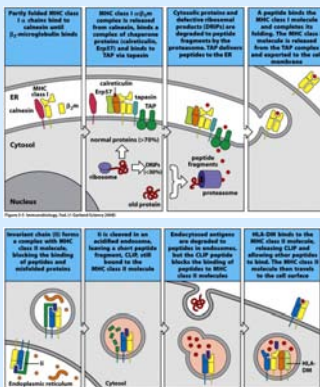 Partly folded MHC class
I α chains bind to
calnexin until
β2-microglobulin binds
MHC class I α:β2m
complex is released
from calnexin, binds a
complex of chaperone
proteins (calreticulin,
Erp57) and binds to
TAP via tapasin
Cytosolic proteins and
defective ribosomal
products (DRiPs) are
degraded to peptide
fragments by the
proteasome. TAP delivers
peptides to the ER
A peptide binds the
MHC class I molecule
and completes its
folding. The MHC class I
molecule is released
from the TAP complex
and exported to the cell
membrane
ER
MHC
class I
calnexin
β2m
calreticulin
Erp57
tapasin
TAP
Cytosol
normal proteins (>70%)
DRiPs
(<30%)
ribosome
old protein
peptide
fragments
proteasome
Nucleus
Invariant chain (Ii) forms
a complex with MHC
class II molecule,
blocking the binding
of peptides and
misfolded proteins
Ii is cleaved in an
acidified endosome,
leaving a short peptide
fragment, CLIP, still
bound to the
MHC class II molecule
Endocytosed antigens
are degraded to
peptides in endosomes,
but the CLIP peptide
blocks the binding of
peptides to MHC
class II molecules
HLA-DM binds to the
MHC class II molecule,
releasing CLIP and
allowing other peptides
to bind. The MHC class II
molecule then travels
to the cell surface
Ii
HLA-
DM
Endoplasmic reticulum
Cytosol